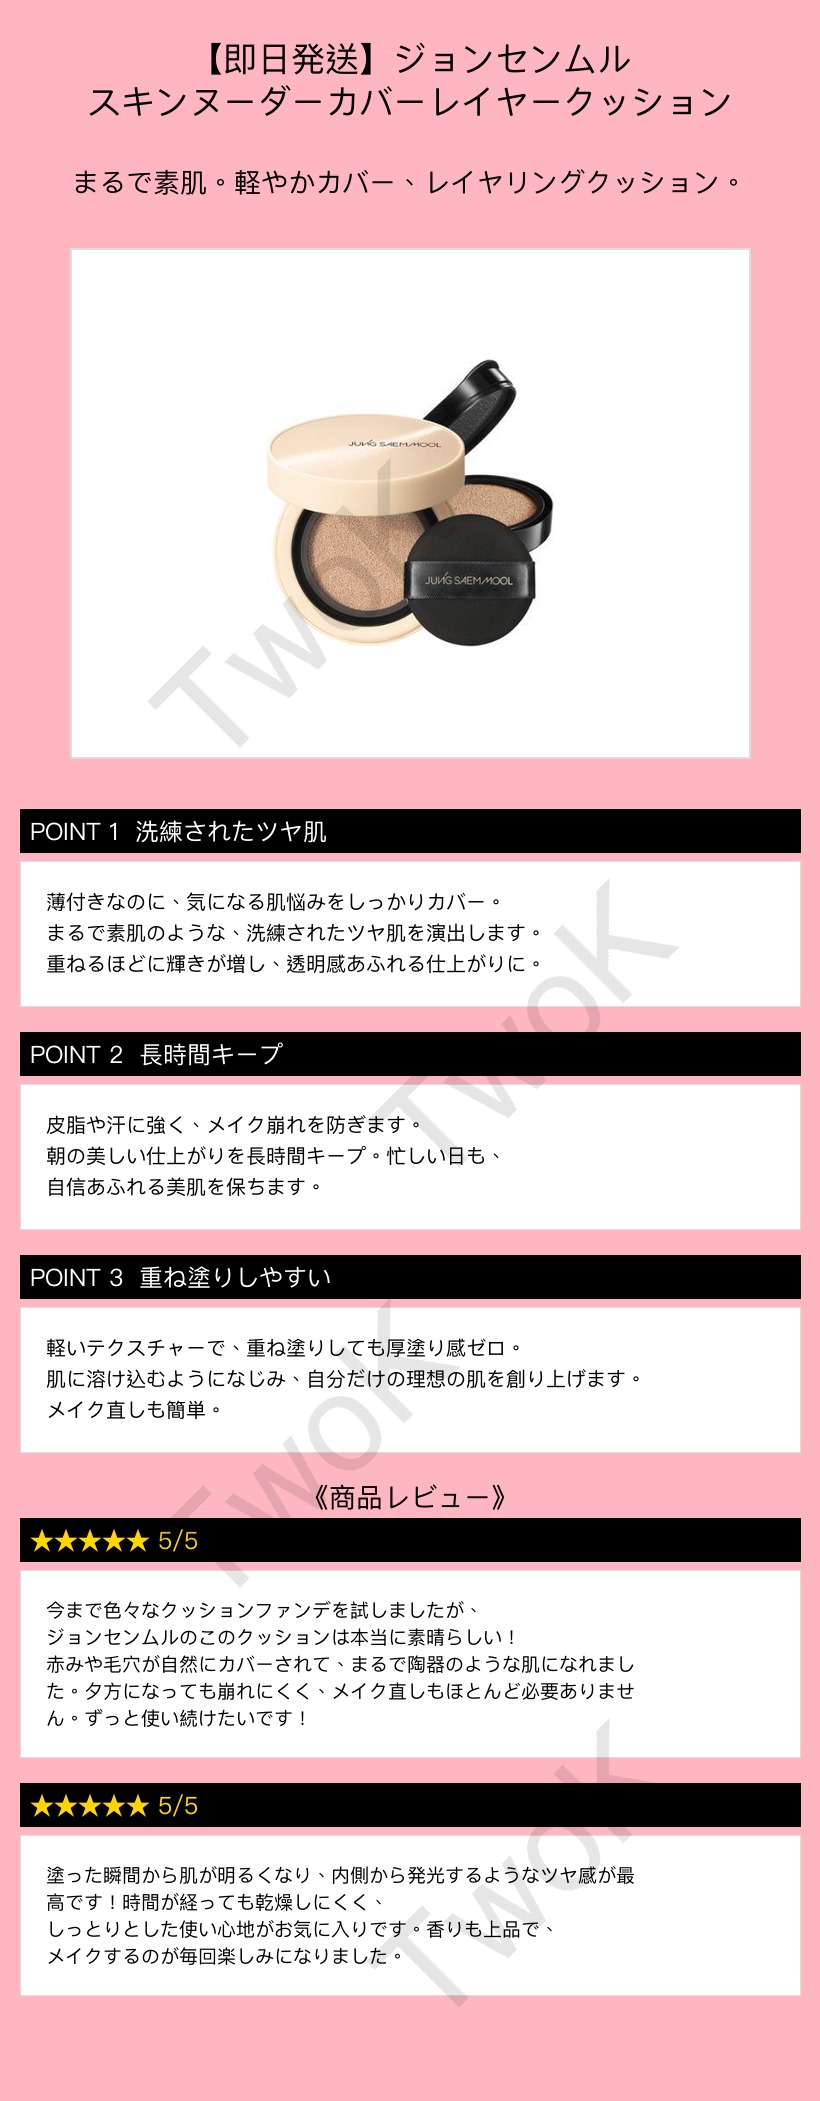 【即日発送】ジョンセンムル
スキンヌーダーカバーレイヤークッション
まるで素肌。軽やかカバー、レイヤリングクッション。
JUNG SAEMMOOL
JUNG SAEMMOOL
TwoK
POINT 1 洗練されたツヤ肌
薄付きなのに、気になる肌悩みをしっかりカバー。
まるで素肌のような、洗練されたツヤ肌を演出します。
重ねるほどに輝きが増し、透明感あふれる仕上がりに。
TwoK
POINT 2 長時間キープ
皮脂や汗に強く、メイク崩れを防ぎます。
朝の美しい仕上がりを長時間キープ。忙しい日も、
自信あふれる美肌を保ちます。
POINT 3 重ね塗りしやすい
軽いテクスチャーで、重ね塗りしても厚塗り感ゼロ。
肌に溶け込むようになじみ、自分だけの理想の肌を創り上げます。
メイク直しも簡単。
TwoK
《商品レビュー》
★★★★★ 5/5
今まで色々なクッションファンデを試しましたが、
ジョンセンムルのこのクッションは本当に素晴らしい！
赤みや毛穴が自然にカバーされて、まるで陶器のような肌になれまし
た。夕方になっても崩れにくく、メイク直しもほとんど必要ありませ
ん。ずっと使い続けたいです！
★★★★★ 5/5
塗った瞬間から肌が明るくなり、内側から発光するようなツヤ感が最
高です！時間が経っても乾燥しにくく、
しっとりとした使い心地がお気に入りです。香りも上品で、
メイクするのが毎回楽しみになりました。
TwoK